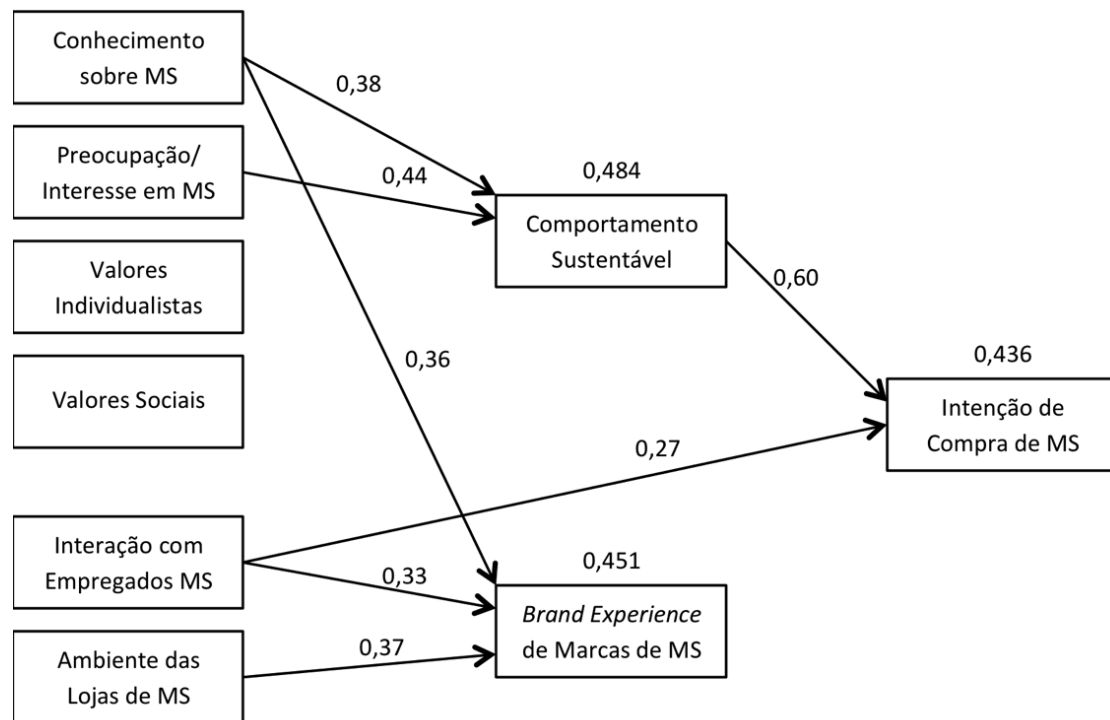 Conhecimento
sobre MS
0,38
Preocupação/
Interesse em MS
0,44
0,484
Comportamento
Sustentável
Valores
Individualistas
0,60
0,36
0,436
Valores Sociais
Intenção de
Compra de MS
0,27
Interação com
Empregados MS
0,33
0,451
Brand Experience
de Marcas de MS
Ambiente das
Lojas de MS
0,37